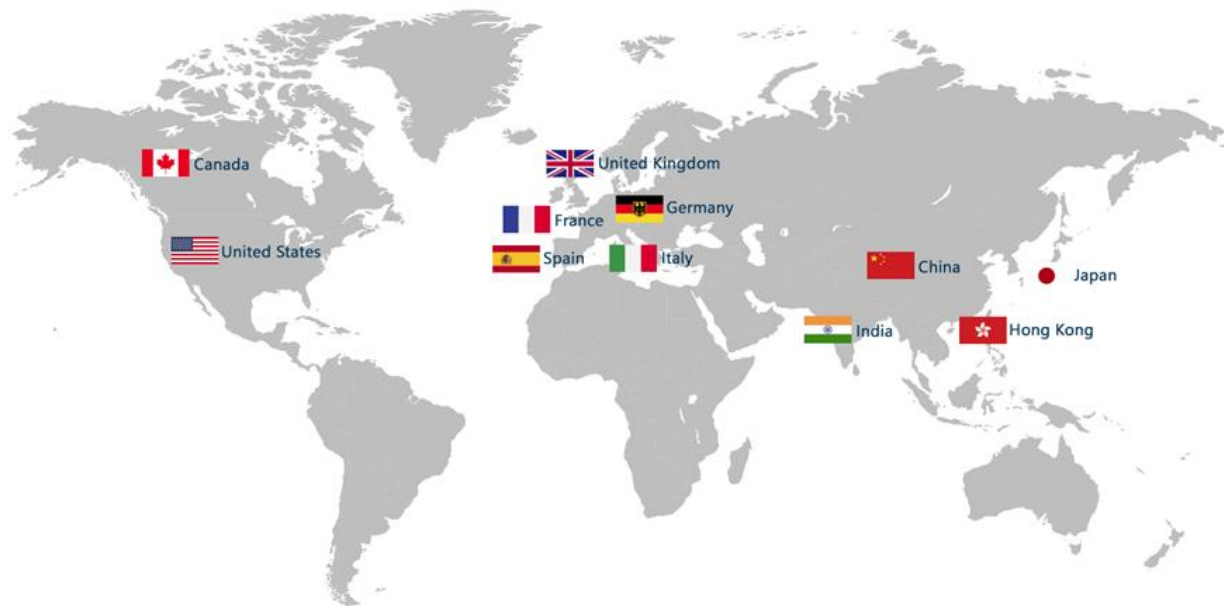 Canada
United Kingdom
Germany
France
United States
Spain
Italy
China
Japan
India
Hong Kong